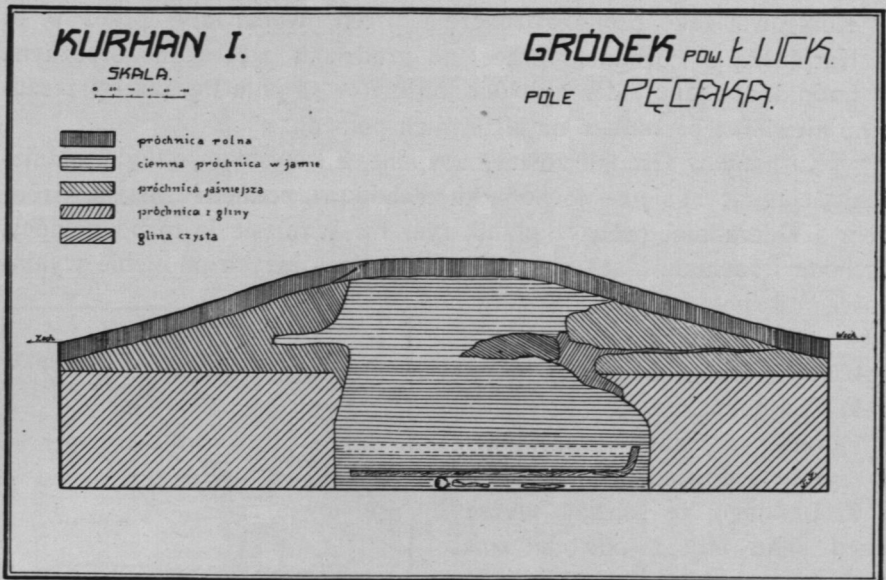 KURHAN I.
SKALA.
GRÓDEK POW. ŁUCK.
POLE PĘCAKA.
próchnica rolna
ciemna próchnica w jamie
próchnica jaśniejsza
próchnica z gliny
glina czysta
Zach.
Wsch.